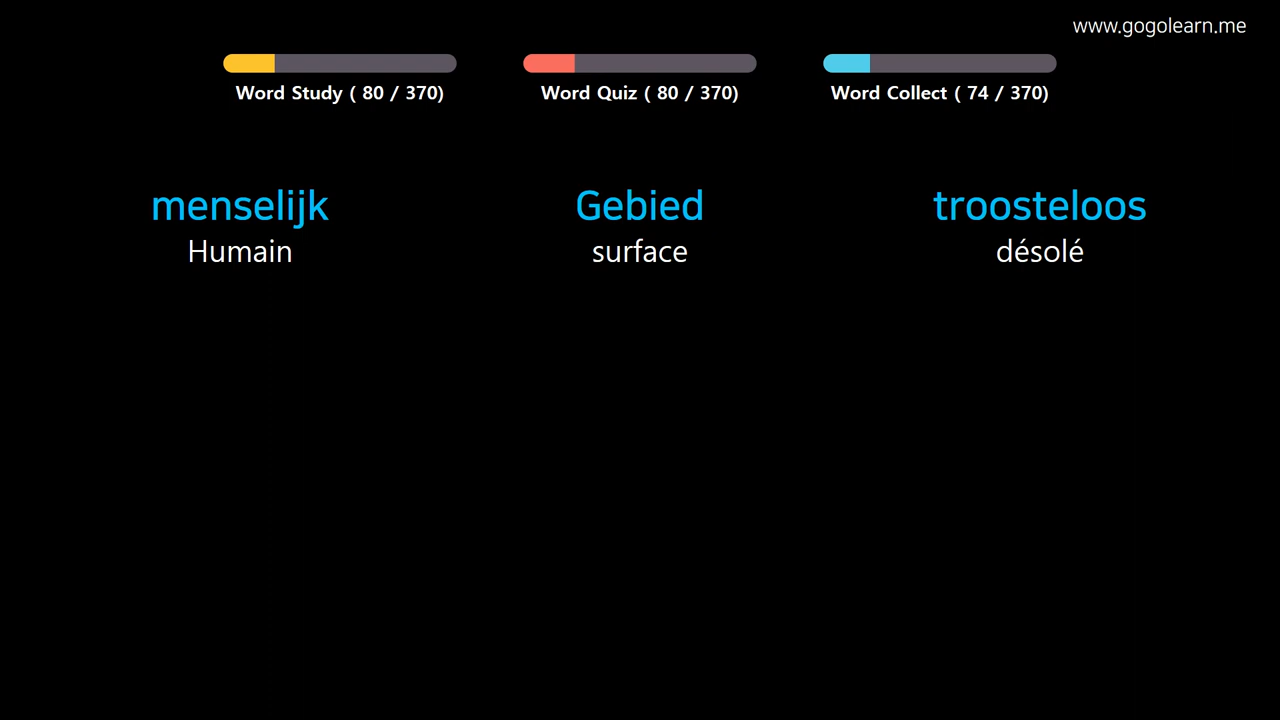 www.gogolearn.me
Word Study ( 80 / 370)
Word Quiz ( 80 / 370)
Word Collect ( 74 / 370)
menselijk
Humain
Gebied
surface
troosteloos
désolé